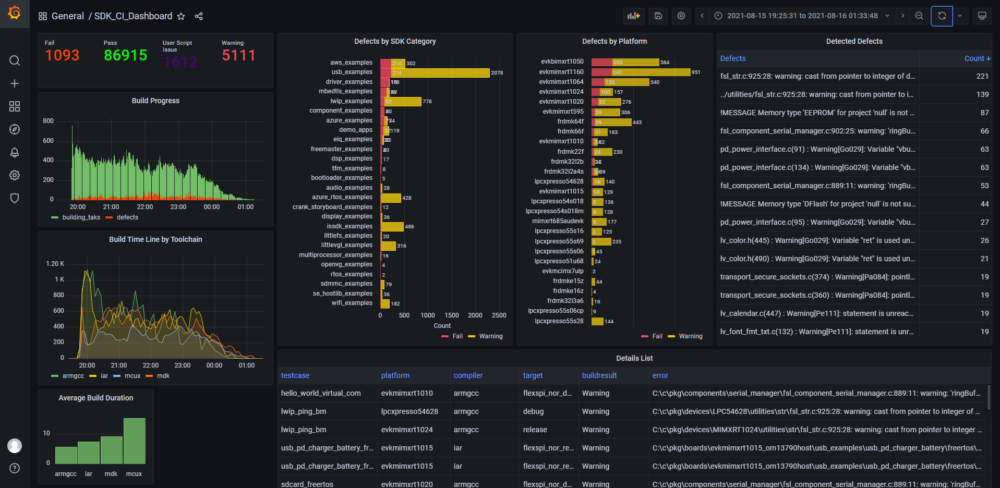 General / SDK_CI_Dashboard
2021-08-15 19:25:31 to 2021-08-16 01:33:48
Fail
1093
Pass
86915
User Script
Issue
1612
Warning
5111
Build Progress
800
600
400
200
0
20:00 21:00 22:00 23:00 00:00 01:00
building_taks defects
Build Time Line by Toolchain
1.20 K
1 K
800
600
400
200
0
20:00 21:00 22:00 23:00 00:00 01:00
armgcc iar mcux mdk
Average Build Duration
10
0
armgcc iar mdk mcux
Defects by SDK Category
aws_examples 214 302
usb_examples 214 2078
driver_examples
mbedtls_examples
lwip_examples 82 778
component_examples
azure_examples
demo_apps 119
eiq_examples
freemaster_examples
dsp_examples 17
tfm_examples 8
bootloader_examples 5
audio_examples 28
azure_rtos_examples 428
crank_storyboard_examples 12
display_examples 36
issdk_examples 486
littlefs_examples 20
littlevgl_examples 316
multiprocessor_examples 16
openvg_examples 4
rtos_examples 2
sdmmc_examples 79
se_hostlib_examples 36
wifi_examples 182
0 500 1000 1500 2000 2500
Count
Fail Warning
Defects by Platform
evkbimxrt1050 253 564
evkmimxrt1160 242 951
evkmimxrt1064 155 540
evkmimxrt1024 100 157
evkmimxrt1020 82 276
evkmimxrt595 39 306
frdmk64f 39 443
frdmk66f 31 163
evkmimxrt1010
frdmk22f 24 230
frdmk32l2b
frdmk32l2a4s
lpcxpresso54628 16 140
evkmimxrt1015 10 129
lpcxpresso54s018 8 136
lpcxpresso54s018m 8 128
mimxrt685audevk 8 177
lpcxpresso55s16 2 125
lpcxpresso55s69 2 235
lpcxpresso55s06 2 45
lpcxpresso51u68 24
evkmcimx7ulp 2
frdmke15z 44
frdmke16z 4
frdmk32l3a6 16
lpcxpresso55s06cp 9
lpcxpresso55s28 144
Fail Warning
Detected Defects
Defects Count
fsl_str.c:925:28: warning: cast from pointer to integer of d... 221
../utilities/fsl_str.c:925:28: warning: cast from pointer to i... 139
!MESSAGE Memory type 'EEPROM' for project 'null' is not ... 87
fsl_component_serial_manager.c:902:25: warning: 'ringBu... 66
pd_power_interface.c(91) : Warning[Go029]: Variable "vbu... 63
pd_power_interface.c(134) : Warning[Go029]: Variable "vb... 63
fsl_component_serial_manager.c:889:11: warning: 'ringBu... 53
!MESSAGE Memory type 'DFlash' for project 'null' is not su... 44
pd_power_interface.c(95) : Warning[Go029]: Variable "vbu... 27
lv_color.h(445) : Warning[Go029]: Variable "ret" is used un... 26
lv_color.h(490) : Warning[Go029]: Variable "ret" is used un... 21
transport_secure_sockets.c(374) : Warning[Pa084]: pointl... 19
transport_secure_sockets.c(360) : Warning[Pa084]: pointl... 19
lv_calendar.c(447) : Warning[Pe111]: statement is unreac... 19
lv_font_fmt_txt.c(132) : Warning[Pe111]: statement is unr... 19
Details List
testcase platform compiler target buildresult error
hello_world_virtual_com evkmimxrt1010 armgcc flexspi_nor_d... Warning C:\c\pkg\components\serial_manager\fsl_component_serial_manager.c:889:11: warning: 'ringBuf...
lwip_ping_bm lpcxpresso54628 armgcc debug Warning C:\c\pkg\devices\LPC54628\utilities\str\fsl_str.c:925:28: warning: cast from pointer to integer of ...
lwip_ping_bm evkmimxrt1024 armgcc release Warning C:\c\pkg\devices\MIMXRT1024\utilities\str\fsl_str.c:925:28: warning: cast from pointer to integer ...
usb_pd_charger_battery_fr... evkmimxrt1015 iar flexspi_nor_re... Warning C:\c\pkg\boards\evkmimxrt1015_om13790host\usb_examples\usb_pd_charger_battery\freertos\...
usb_pd_charger_battery_fr... evkmimxrt1015 iar flexspi_nor_re... Warning C:\c\pkg\boards\evkmimxrt1015_om13790host\usb_examples\usb_pd_charger_battery\freertos\...
sdcard_freertos evkmimxrt1020 armgcc flexspi_nor_d... Warning C:\c\pkg\components\serial_manager\fsl_component_serial_manager.c:889:11: warning: 'ringBuf...